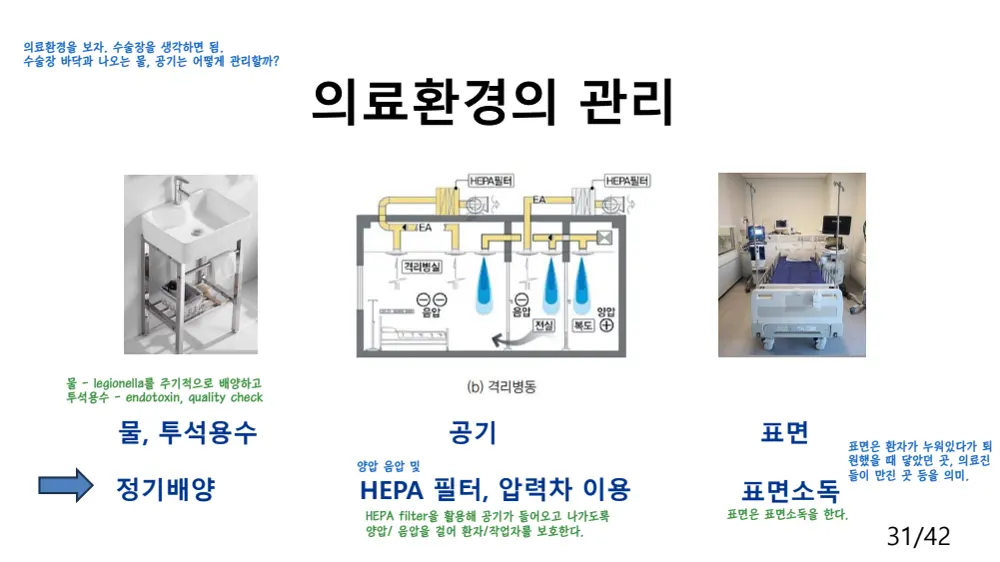 의료환경을 보자. 수술장을 생각하면 됨.
수술장 바닥과 나오는 물, 공기는 어떻게 관리할까?
의료환경의 관리
HEPA필터
HEPA필터
EA
EA
격리병실
음압
음압
양압
전실
복도
(b) 격리병동
물 - legionella를 주기적으로 배양하고
투석용수 - endotoxin, quality check
물, 투석용수
공기
표면
표면은 환자가 누워있다가 퇴
원했을 때 닿았던 곳, 의료진
들이 만진 곳 등을 의미.
정기배양
양압 음압 및
HEPA 필터, 압력차 이용
HEPA filter을 활용해 공기가 들어오고 나가도록
양압/ 음압을 걸어 환자/작업자를 보호한다.
표면소독
표면은 표면소독을 한다.
31/42